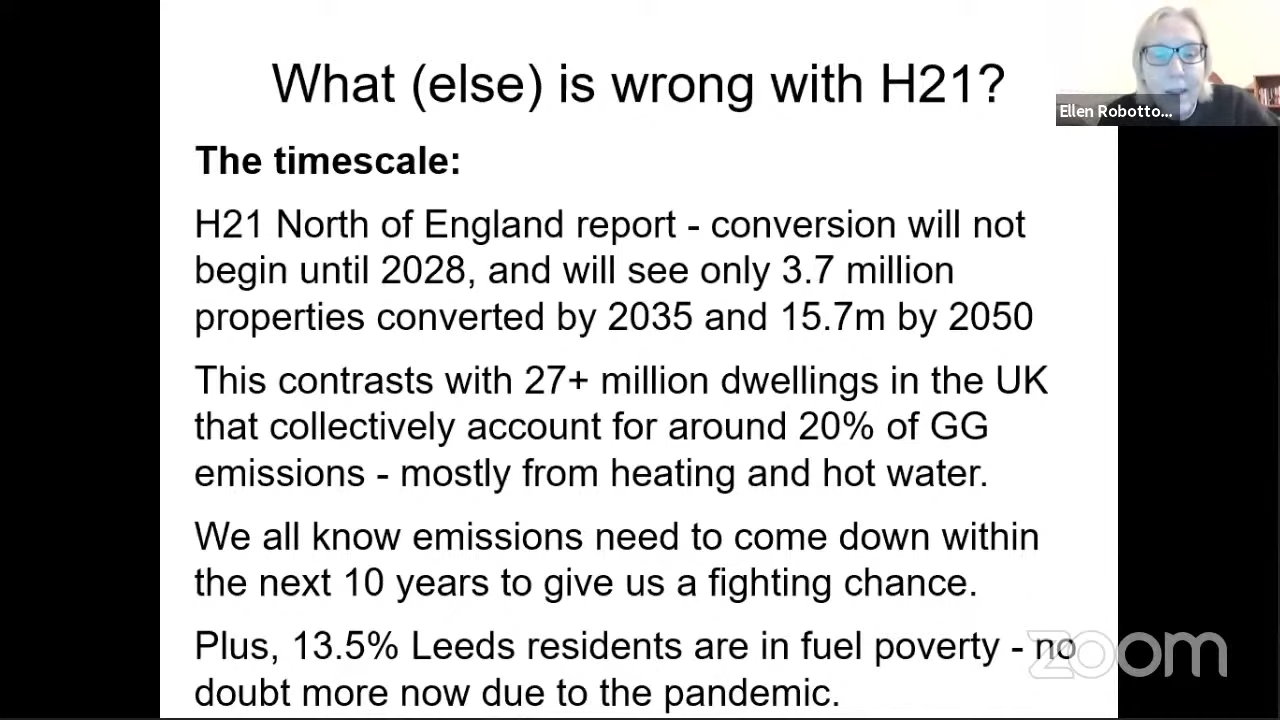 What (else) is wrong with H21?
Ellen Robotto...
The timescale:
H21 North of England report - conversion will not
begin until 2028, and will see only 3.7 million
properties converted by 2035 and 15.7m by 2050
This contrasts with 27+ million dwellings in the UK
that collectively account for around 20% of GG
emissions - mostly from heating and hot water.
We all know emissions need to come down within
the next 10 years to give us a fighting chance.
Plus, 13.5% Leeds residents are in fuel poverty - no
doubt more now due to the pandemic.
zoom